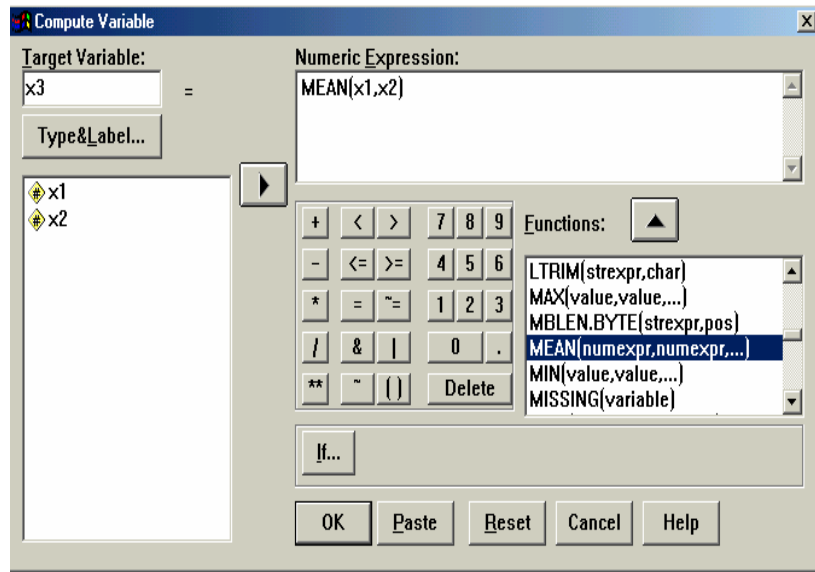 Compute Variable
Target Variable:
x3
=
Type&Label...
x1
x2
Numeric Expression:
MEAN(x1,x2)
+ < > 7 8 9
- <= >= 4 5 6
* = ~= 1 2 3
/ & | 0 .
** ~ () Delete
Functions:
LTRIM(strexpr,char)
MAX(value,value,...)
MBLEN.BYTE(strexpr,pos)
MEAN(numexpr,numexpr,...)
MIN(value,value,...)
MISSING(variable)
If...
OK Paste Reset Cancel Help